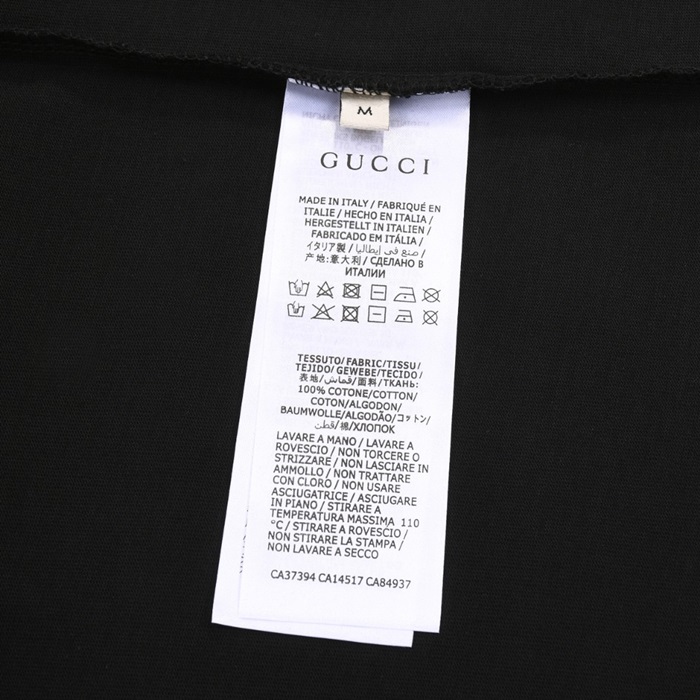 M
GUCCI
MADE IN ITALY / FABRIQUÉ EN
ITALIE / HECHO EN ITALIA /
HERGESTELLT IN ITALIEN /
FABRICADO EM ITÁLIA /
イタリア製 / صنع في إيطاليا /
产地:意大利 / СДЕЛАНО В
ИТАЛИИ
TESSUTO/FABRIC/TISSU/
TEJIDO/GEWEBE/TECIDO/
表地/قماش/面料/ТКАНЬ:
100% COTONE/COTTON/
COTON/ALGODON/
BAUMWOLLE/ALGODÃO/コットン/
قطن/棉/ХЛОПОК
LAVARE A MANO / LAVARE A
ROVESCIO / NON TORCERE O
STRIZZARE / NON LASCIARE IN
AMMOLLO / NON TRATTARE
CON CLORO / NON USARE
ASCIUGATRICE / ASCIUGARE
IN PIANO / STIRARE A
TEMPERATURA MASSIMA 110
°C / STIRARE A ROVESCIO /
NON STIRARE LA STAMPA /
NON LAVARE A SECCO
CA37394 CA14517 CA84937